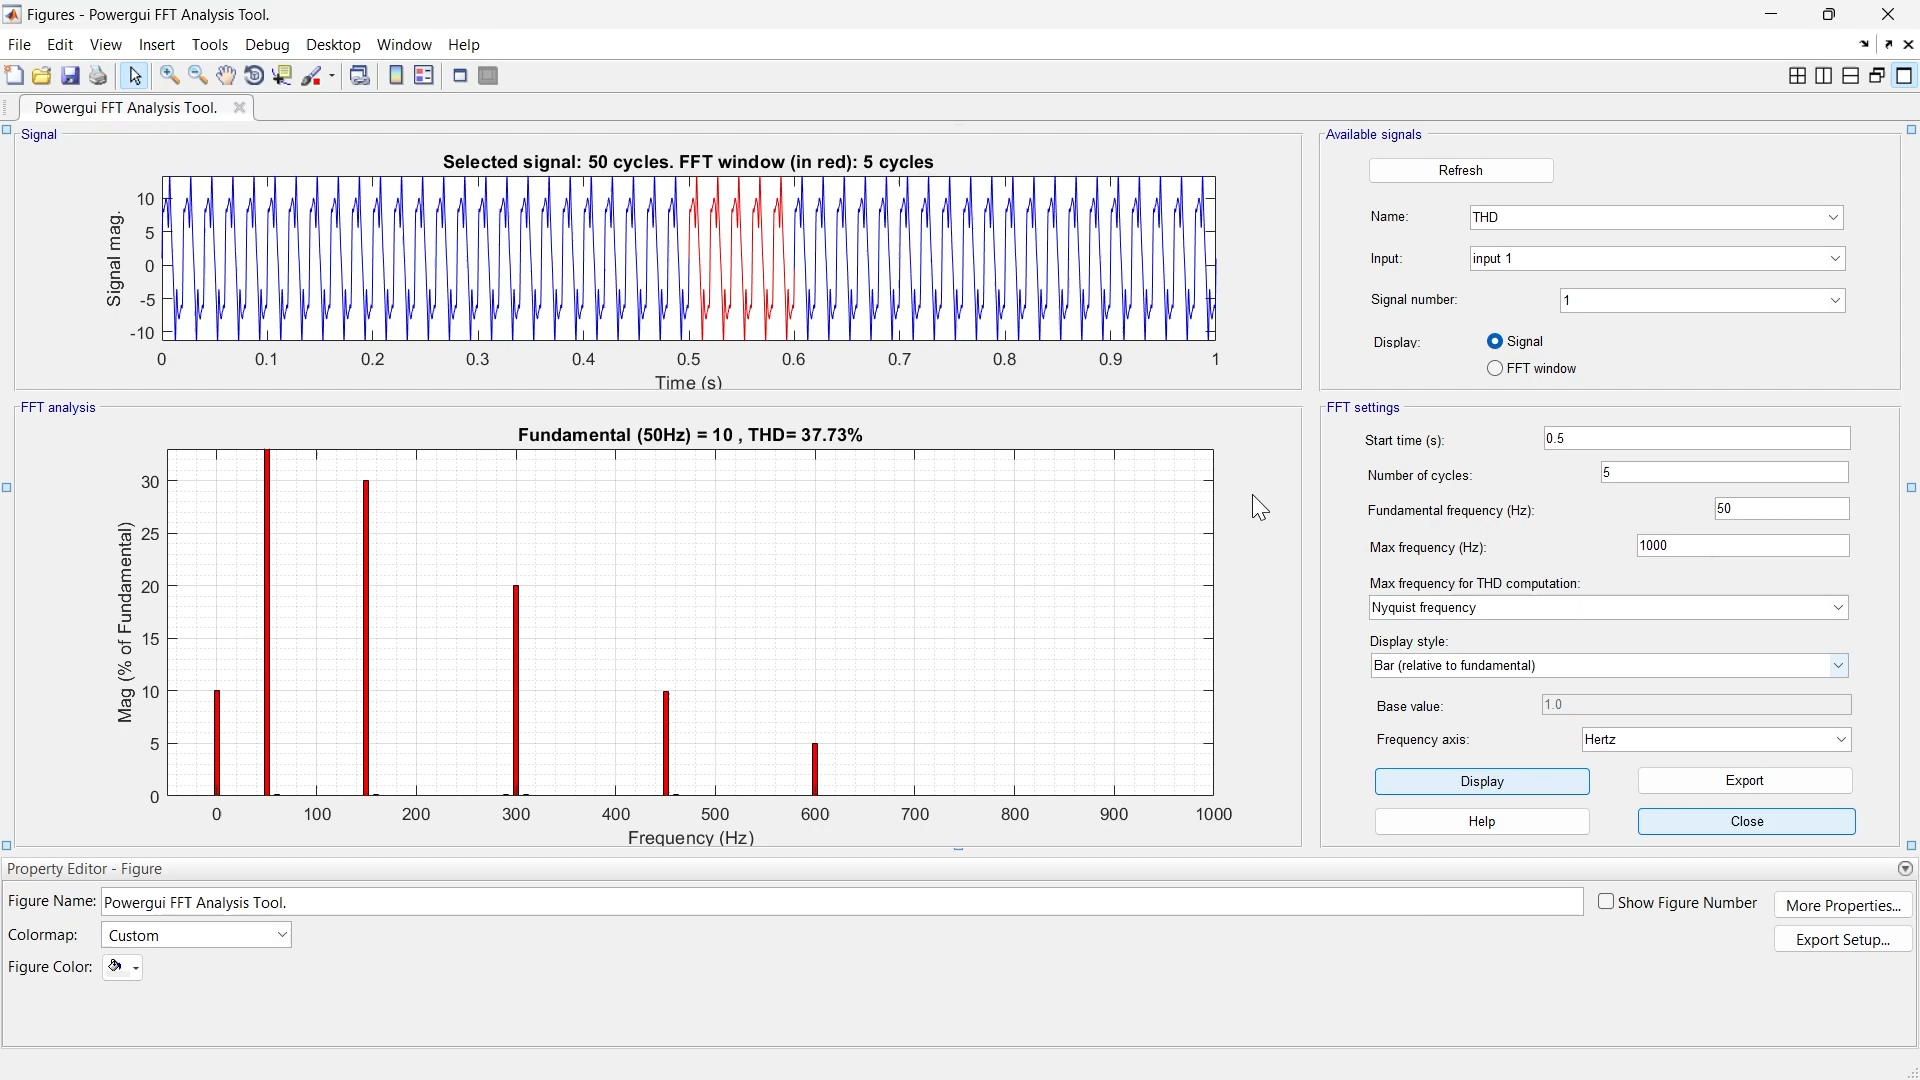 Figures - Powergui FFT Analysis Tool.
File Edit View Insert Tools Debug Desktop Window Help
Powergui FFT Analysis Tool.
Signal
Selected signal: 50 cycles. FFT window (in red): 5 cycles
Signal mag.
10
5
0
-5
-10
0 0.1 0.2 0.3 0.4 0.5 0.6 0.7 0.8 0.9 1
Time (s)
FFT analysis
Fundamental (50Hz) = 10 , THD= 37.73%
Mag (% of Fundamental)
30
25
20
15
10
5
0
0 100 200 300 400 500 600 700 800 900 1000
Frequency (Hz)
Available signals
Refresh
Name: THD
Input: input 1
Signal number: 1
Display: Signal
FFT window
FFT settings
Start time (s): 0.5
Number of cycles: 5
Fundamental frequency (Hz): 50
Max frequency (Hz): 1000
Max frequency for THD computation:
Nyquist frequency
Display style:
Bar (relative to fundamental)
Base value: 1.0
Frequency axis: Hertz
Display Export
Help Close
Property Editor - Figure
Figure Name: Powergui FFT Analysis Tool. Show Figure Number More Properties...
Colormap: Custom Export Setup...
Figure Color: